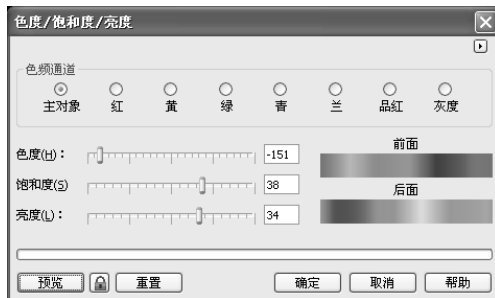 色度/饱和度/亮度
色频通道
主对象 红 黄 绿 青 兰 品红 灰度
色度(H)： -151
前面
饱和度(S) 38
后面
亮度(L)： 34
预览 重置 确定 取消 帮助